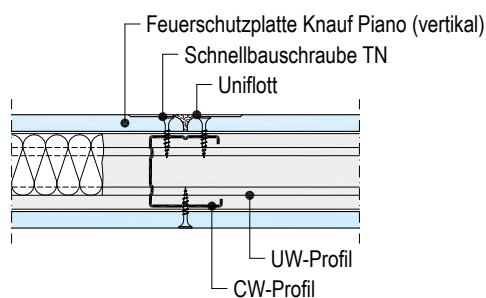 Feuerschutzplatte Knauf Piano (vertikal)
Schnellbauschraube TN
Uniflott
UW-Profil
CW-Profil